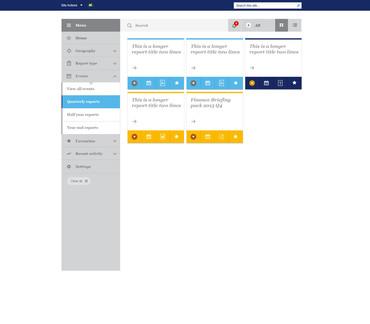 Site Actions
Search this site...
Menu
Search
All
Home
Geography
Report type
Events
View all events
Quarterly reports
Half year reports
Year end reports
Favourites
Recent activity
Settings
Clear all
This is a longer
report title two lines
This is a longer
report title two lines
This is a longer
report title two lines
This is a longer
report title two lines
Finance Briefing
pack 2013 Q4